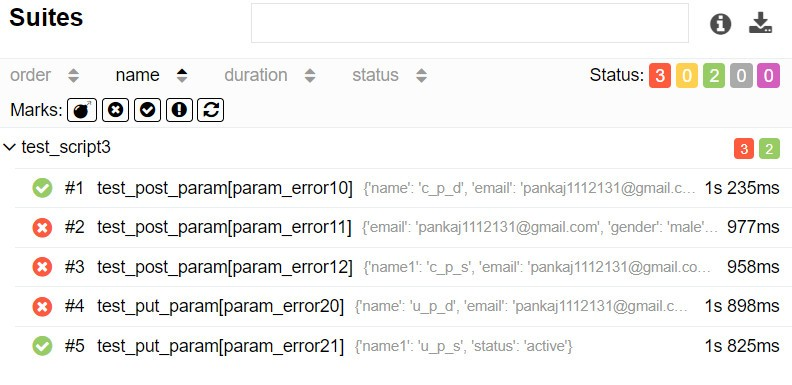 Suites
order name duration status Status: 3 0 2 0 0
Marks:
test_script3 3 2
#1 test_post_param[param_error10] {'name': 'c_p_d', 'email': 'pankaj1112131@gmail.c... 1s 235ms
#2 test_post_param[param_error11] {'email': 'pankaj1112131@gmail.com', 'gender': 'male'... 977ms
#3 test_post_param[param_error12] {'name1': 'c_p_s', 'email': 'pankaj1112131@gmail.co... 958ms
#4 test_put_param[param_error20] {'name': 'u_p_d', 'email': 'pankaj1112131@gmail.c... 1s 898ms
#5 test_put_param[param_error21] {'name1': 'u_p_s', 'status': 'active'} 1s 825ms